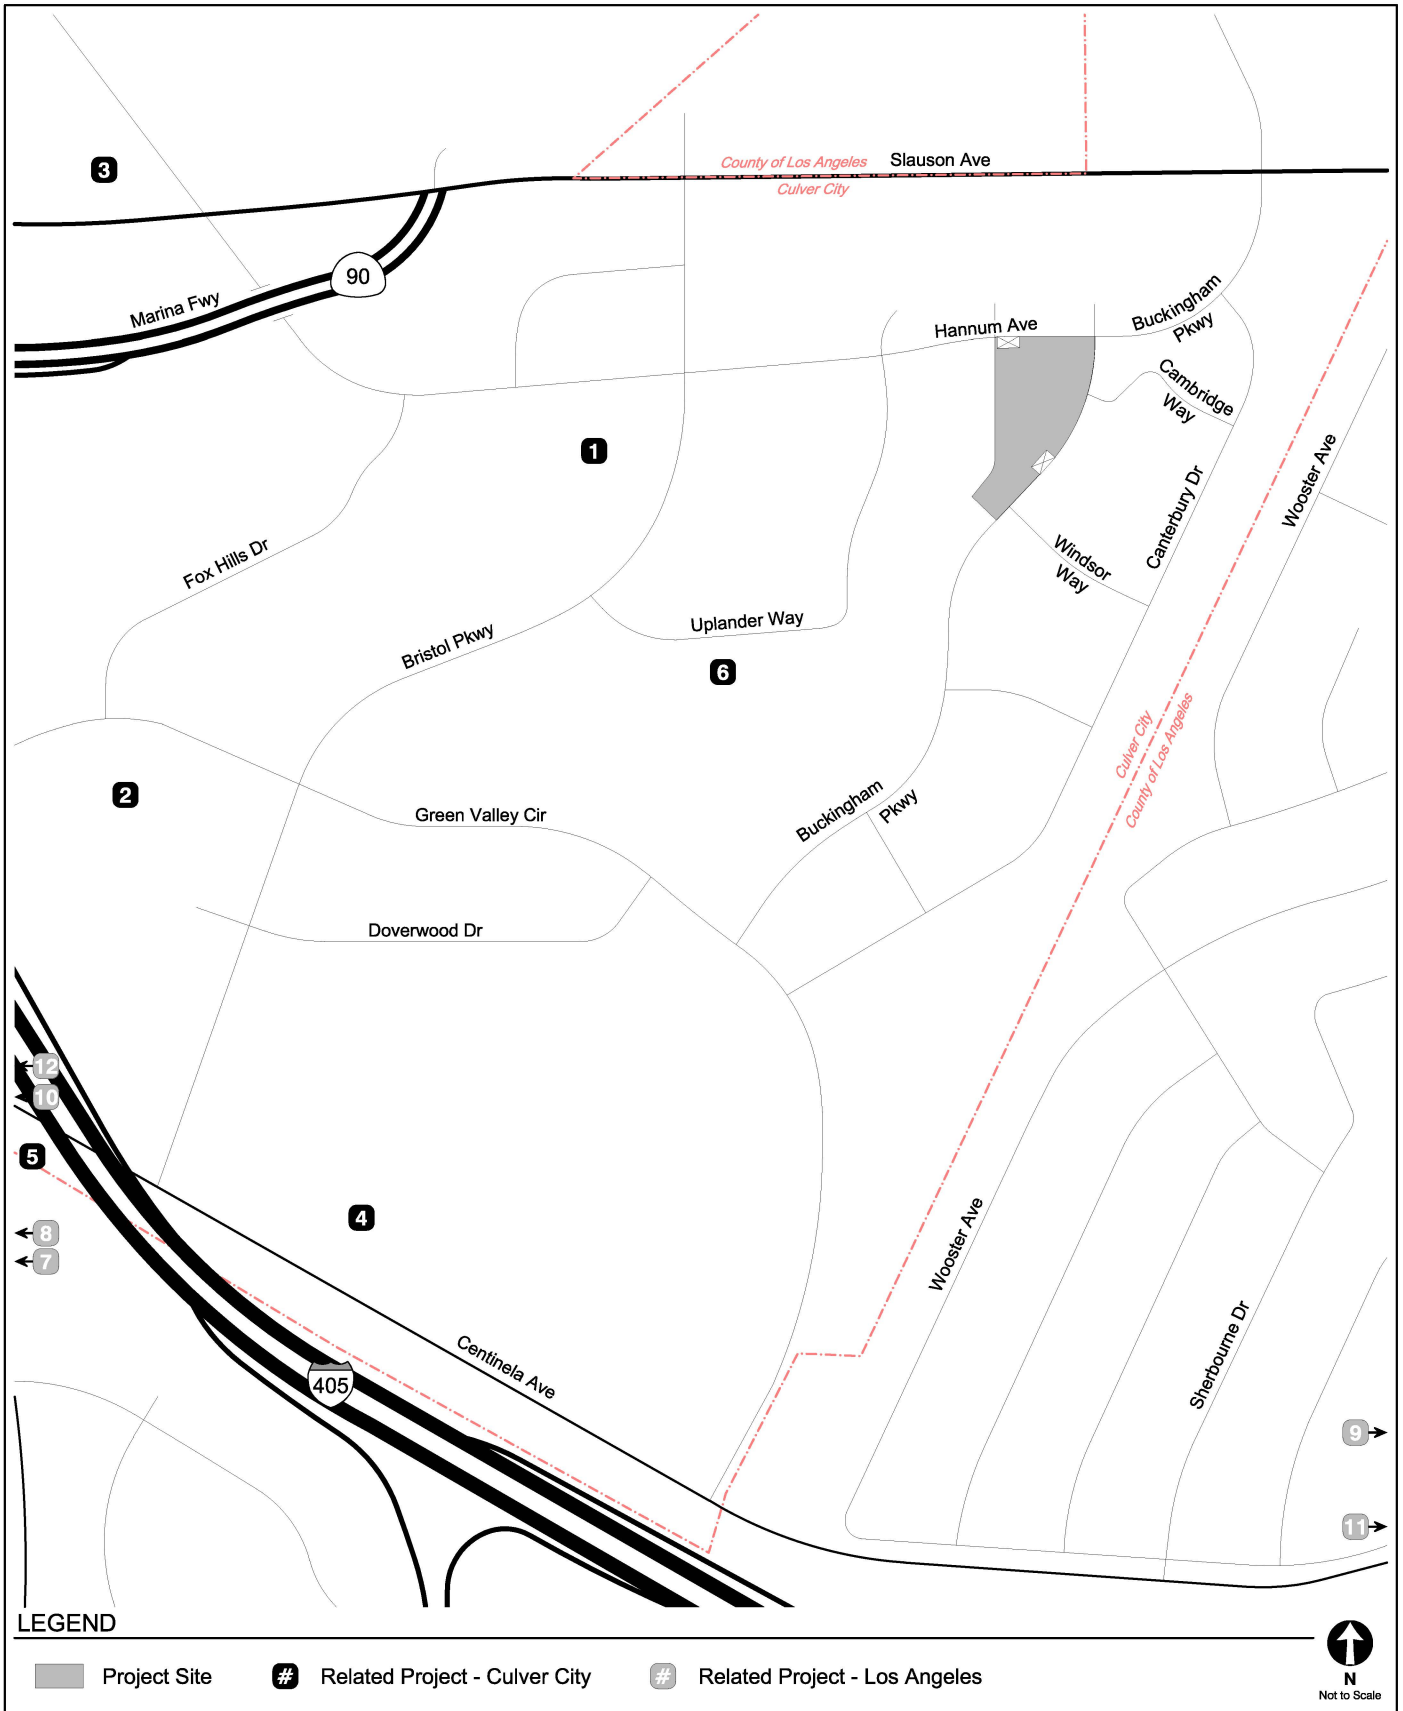 County of Los Angeles
Slauson Ave
Culver City
3
90
Marina Fwy
Buckingham
Pkwy
Hannum Ave
Cambridge
Way
1
Wooster Ave
Canterbury Dr
Fox Hills Dr
Windsor
Way
Uplander Way
Bristol Pkwy
6
Culver City
County of Los Angeles
2
Green Valley Cir
Buckingham
Pkwy
Doverwood Dr
12
10
5
4
8
7
Wooster Ave
Sherbourne Dr
Centinela Ave
405
9
11
LEGEND
Project Site
# Related Project - Culver City
# Related Project - Los Angeles
N
Not to Scale